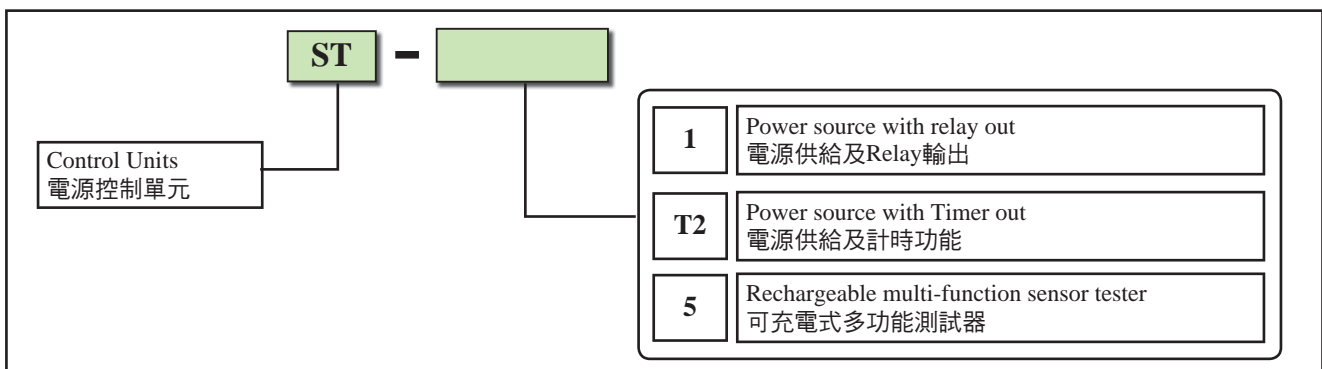 ST -
Control Units
電源控制單元
1
Power source with relay out
電源供給及Relay輸出
T2
Power source with Timer out
電源供給及計時功能
5
Rechargeable multi-function sensor tester
可充電式多功能測試器